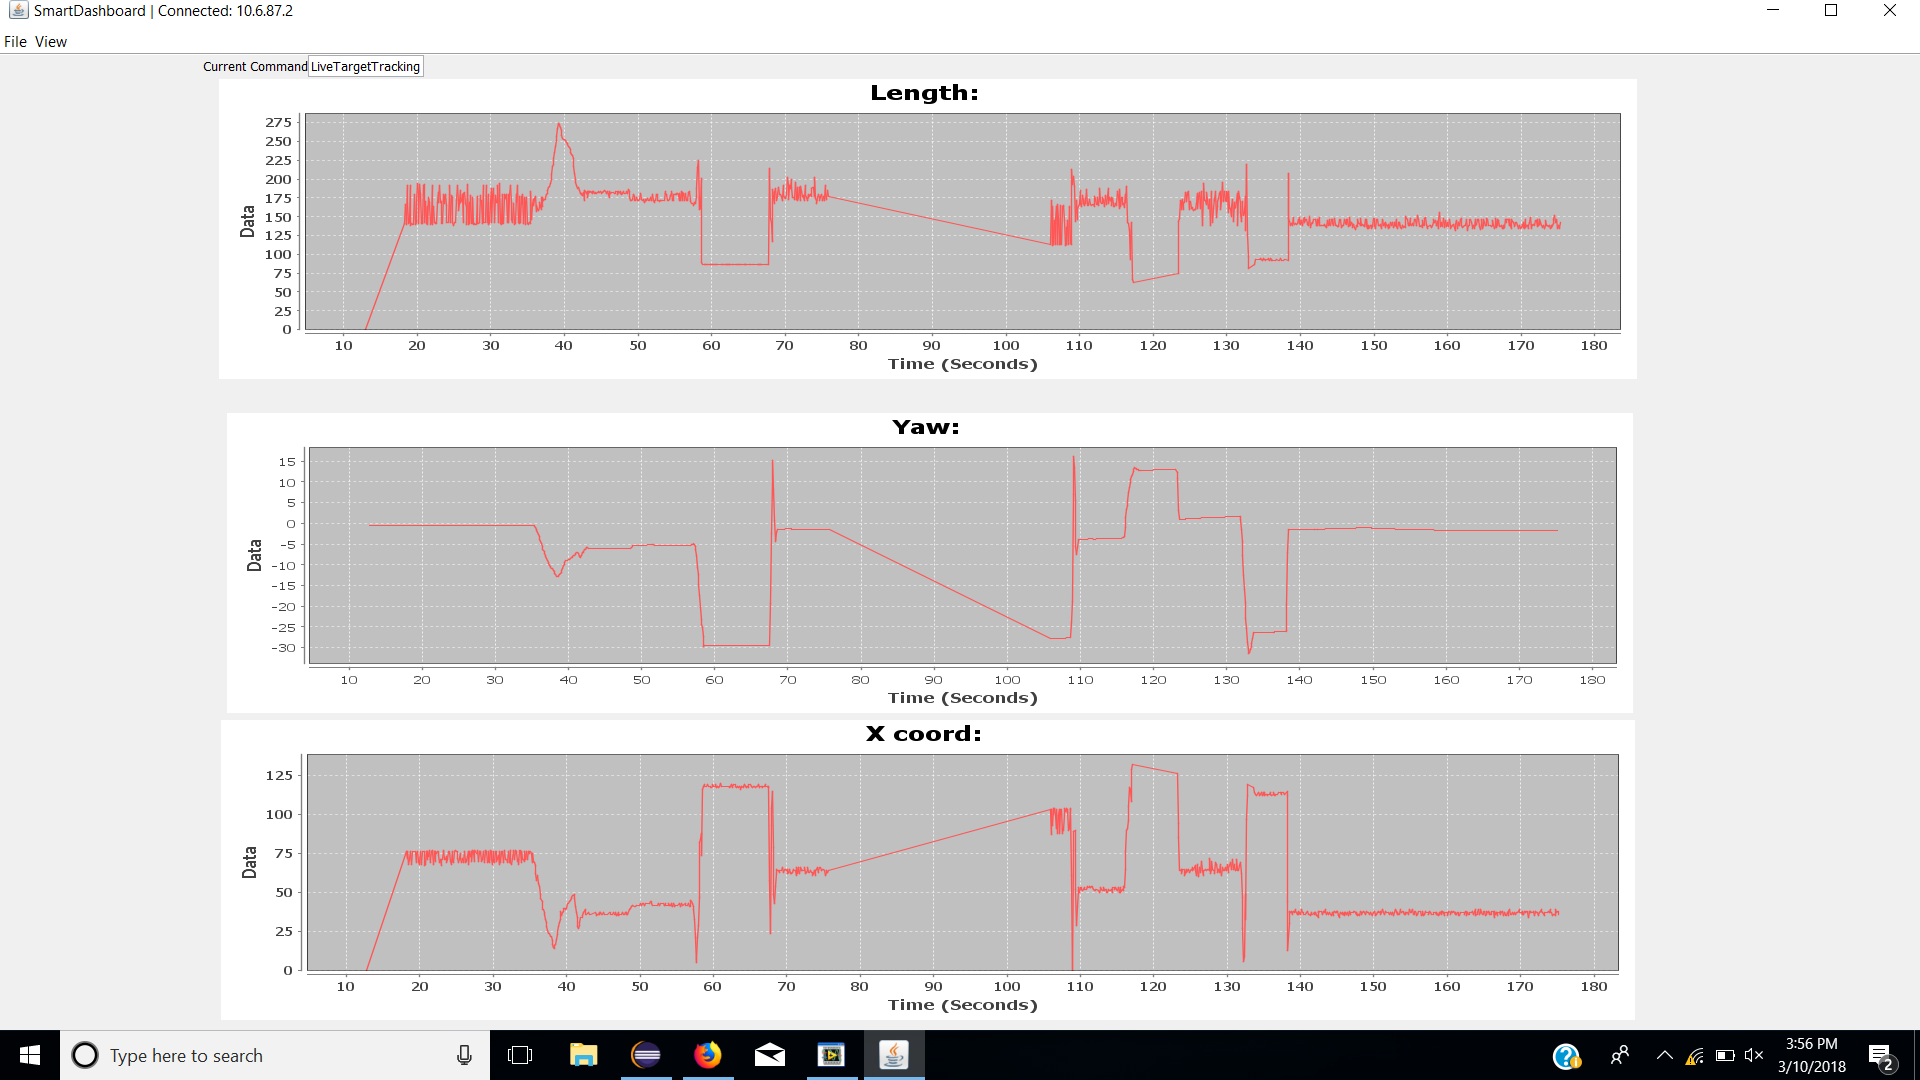 SmartDashboard | Connected: 10.6.87.2
File View
Current Command LiveTargetTracking
Length:
Data
275
250
225
200
175
150
125
100
75
50
25
0
10 20 30 40 50 60 70 80 90 100 110 120 130 140 150 160 170 180
Time (Seconds)
Yaw:
Data
15
10
5
0
-5
-10
-15
-20
-25
-30
10 20 30 40 50 60 70 80 90 100 110 120 130 140 150 160 170 180
Time (Seconds)
X coord:
Data
125
100
75
50
25
0
10 20 30 40 50 60 70 80 90 100 110 120 130 140 150 160 170 180
Time (Seconds)
Type here to search
3:56 PM
3/10/2018
2